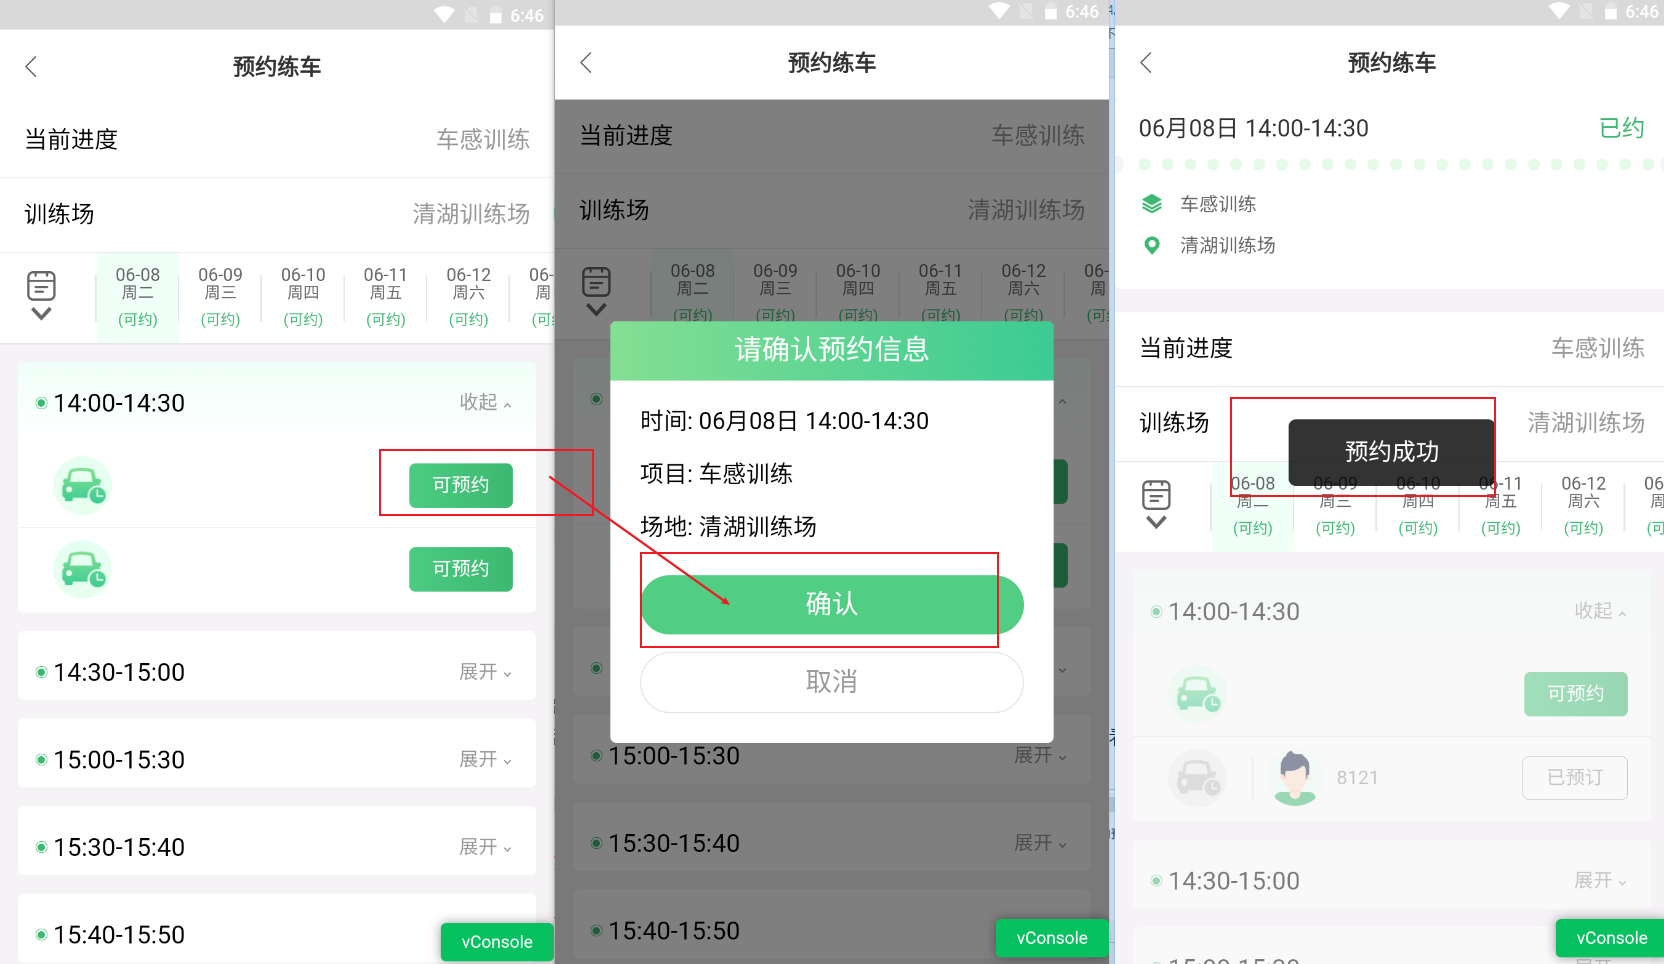 6:46
预约练车
当前进度
车感训练
训练场
清湖训练场
06-08 06-09 06-10 06-11 06-12 06-
周二 周三 周四 周五 周六 周
(可约) (可约) (可约) (可约) (可约)
14:00-14:30
收起
可预约
可预约
14:30-15:00
展开
15:00-15:30
展开
15:30-15:40
展开
15:40-15:50
vConsole
6:46
预约练车
当前进度
车感训练
训练场
清湖训练场
06-08 06-09 06-10 06-11 06-12 06-
周二 周三 周四 周五 周六 周
(可约) (可约) (可约) (可约) (可约)
请确认预约信息
时间: 06月08日 14:00-14:30
项目: 车感训练
场地: 清湖训练场
确认
取消
15:00-15:30
展开
15:30-15:40
展开
15:40-15:50
vConsole
6:46
预约练车
06月08日 14:00-14:30
已约
车感训练
清湖训练场
当前进度
车感训练
训练场
清湖训练场
预约成功
06-08 06-09 06-10 06-11 06-12 06
周二 周三 周四 周五 周六 周
(可约) (可约) (可约) (可约) (可约)
14:00-14:30
收起
可预约
8121
已预订
14:30-15:00
展开
vConsole